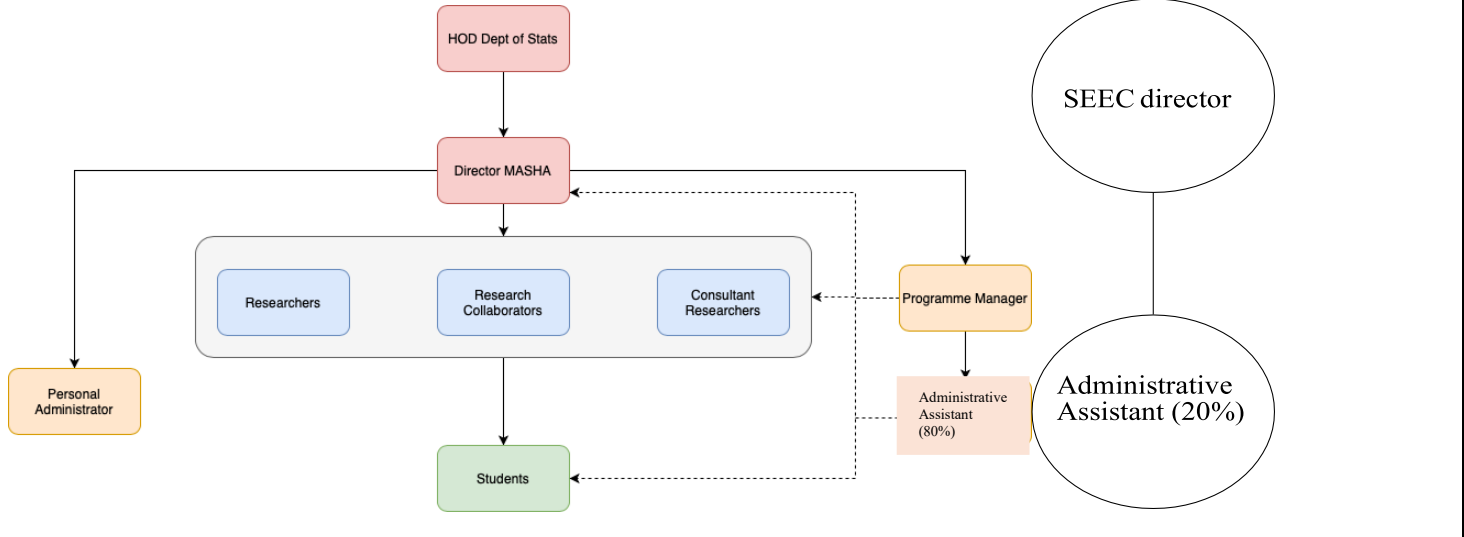 HOD Dept of Stats
SEEC director
Director MASHA
Researchers
Research
Collaborators
Consultant
Researchers
Programme Manager
Personal
Administrator
Administrative
Assistant
(80%)
Administrative
Assistant (20%)
Students